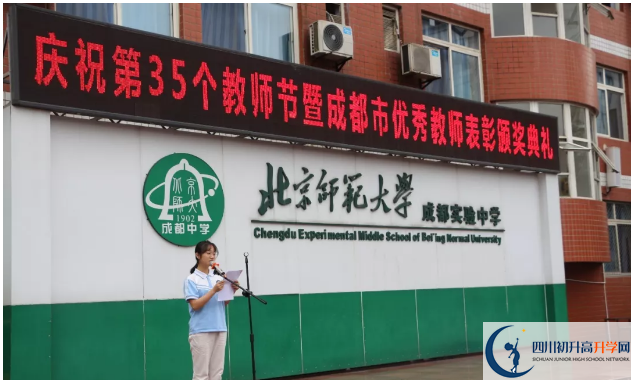 庆祝第35个教师节暨成都市优秀教师表彰颁奖典礼
北京师大
1902
成都中学
北京师范大学 成都实验中学
Chengdu Experimental Middle School of Bei'jing Normal University
四川初升高升学网
SICHUAN JUNIOR HIGH SCHOOL NETWORK